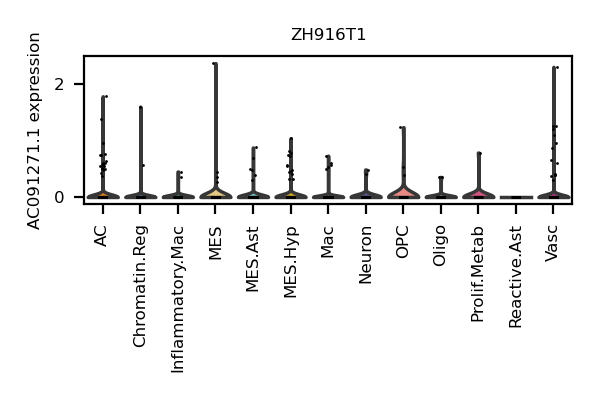 ZH916T1
AC091271.1 expression
2
0
AC
Chromatin.Reg
Inflammatory.Mac
MES
MES.Ast
MES.Hyp
Mac
Neuron
OPC
Oligo
Prolif.Metab
Reactive.Ast
Vasc